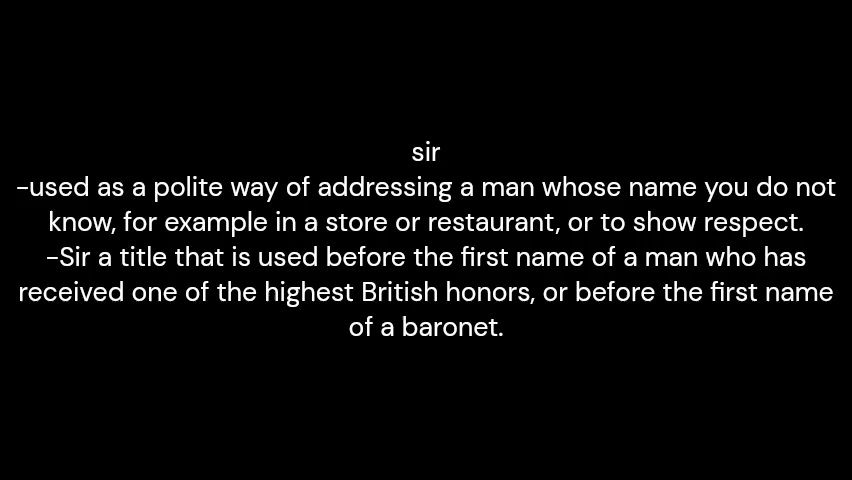 sir
-used as a polite way of addressing a man whose name you do not
know, for example in a store or restaurant, or to show respect.
-Sir a title that is used before the first name of a man who has
received one of the highest British honors, or before the first name
of a baronet.